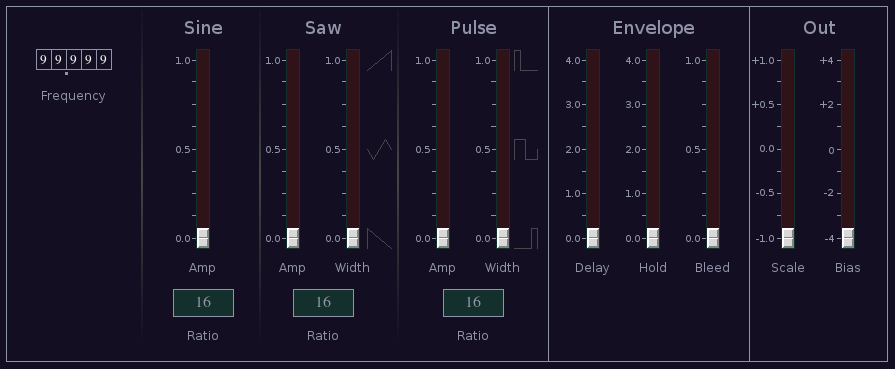 Sine Saw Pulse Envelope Out
99999
Frequency
1.0 1.0 1.0 1.0 1.0 4.0 4.0 1.0 +1.0 +4
3.0 3.0 +0.5 +2
0.5 0.5 0.5 0.5 0.5 2.0 2.0 0.5 0.0 0
1.0 1.0 -0.5 -2
0.0 0.0 0.0 0.0 0.0 0.0 0.0 0.0 -1.0 -4
Amp Amp Width Amp Width Delay Hold Bleed Scale Bias
16 16 16
Ratio Ratio Ratio